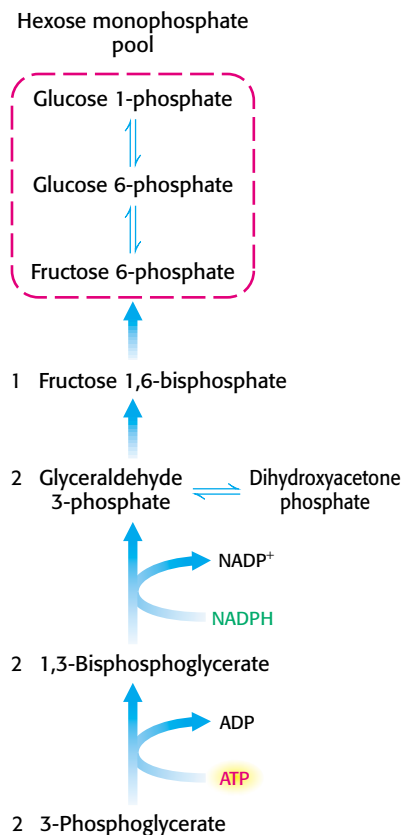 Hexose monophosphate
pool
Glucose 1-phosphate
Glucose 6-phosphate
Fructose 6-phosphate
1 Fructose 1,6-bisphosphate
2 Glyceraldehyde
3-phosphate
Dihydroxyacetone
phosphate
NADP⁺
NADPH
2 1,3-Bisphosphoglycerate
ADP
ATP
2 3-Phosphoglycerate